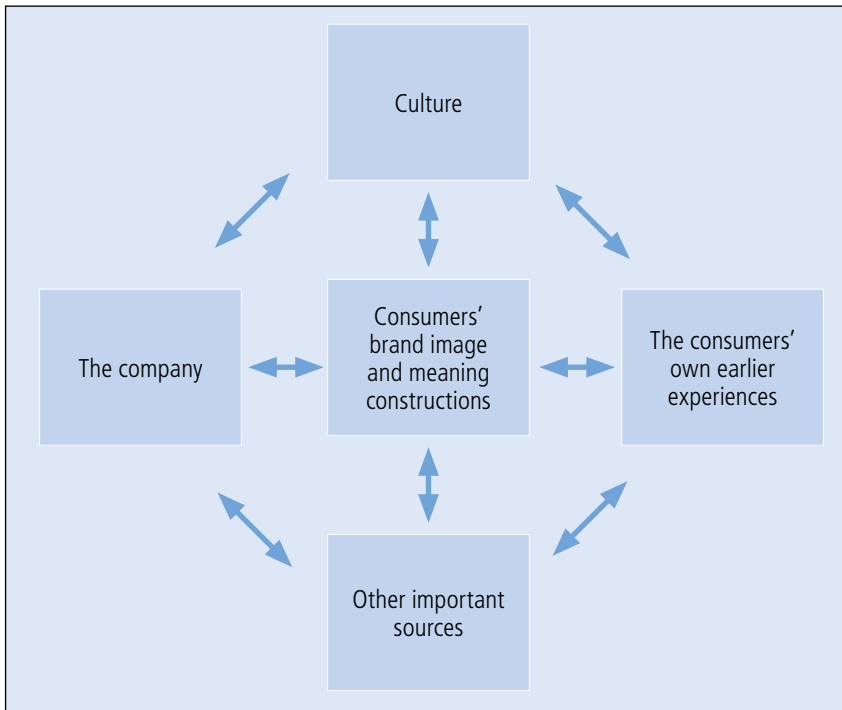 Culture
The company
Consumers’
brand image
and meaning
constructions
The consumers’
own earlier
experiences
Other important
sources